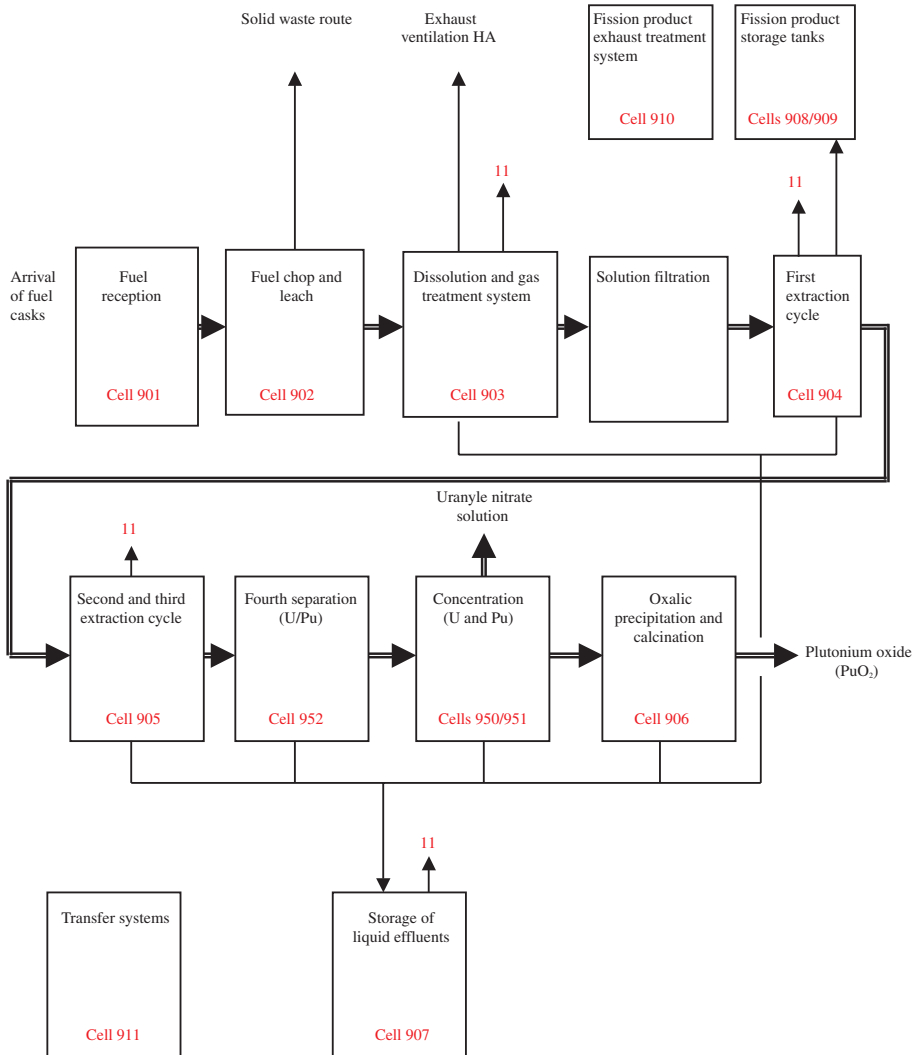 Solid waste route
Exhaust
ventilation HA
Fission product
exhaust treatment
system
Cell 910
Fission product
storage tanks
Cells 908/909
11
11
Arrival
of fuel
casks
Fuel
reception
Cell 901
Fuel chop and
leach
Cell 902
Dissolution and gas
treatment system
Cell 903
Solution filtration
First
extraction
cycle
Cell 904
Uranyle nitrate
solution
11
Second and third
extraction cycle
Cell 905
Fourth separation
(U/Pu)
Cell 952
Concentration
(U and Pu)
Cells 950/951
Oxalic
precipitation and
calcination
Cell 906
Plutonium oxide
(PuO₂)
11
Transfer systems
Cell 911
Storage of
liquid effluents
Cell 907